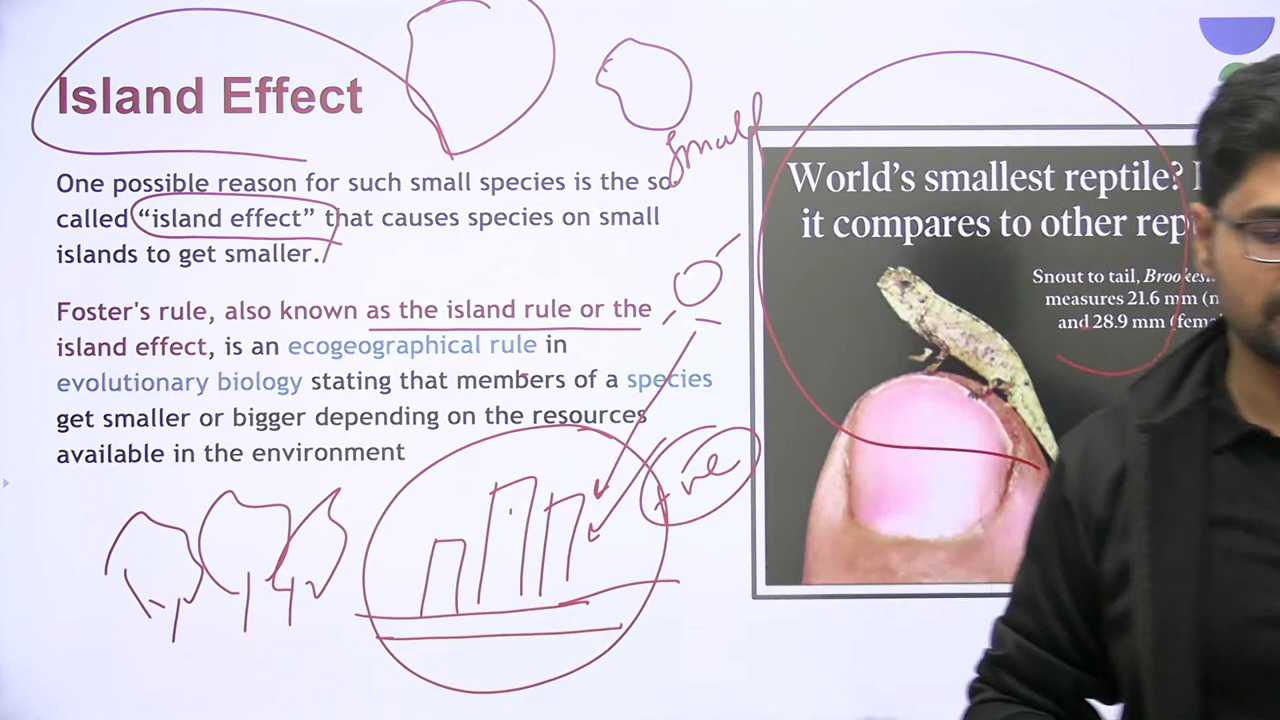 Island Effect
One possible reason for such small species is the so-
called “island effect” that causes species on small
islands to get smaller.
Foster's rule, also known as the island rule or the
island effect, is an ecogeographical rule in
evolutionary biology stating that members of a species
get smaller or bigger depending on the resources
available in the environment
small
+ve
World’s smallest reptile?
it compares to other
Snout to tail,
measures 21.6 mm
and 28.9 mm